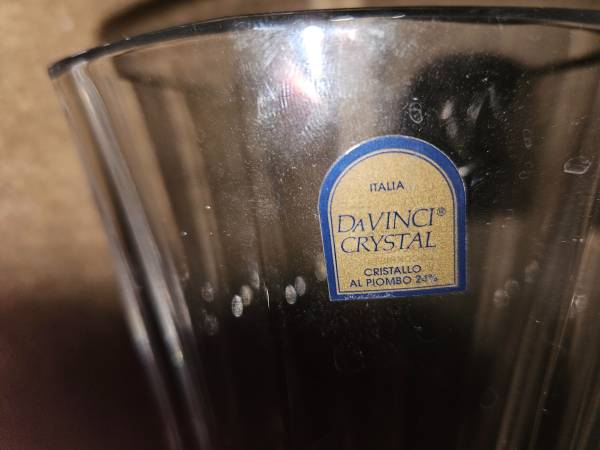 ITALIA
DAVINCI®
CRYSTAL
CRISTALLO
AL PIOMBO 24%